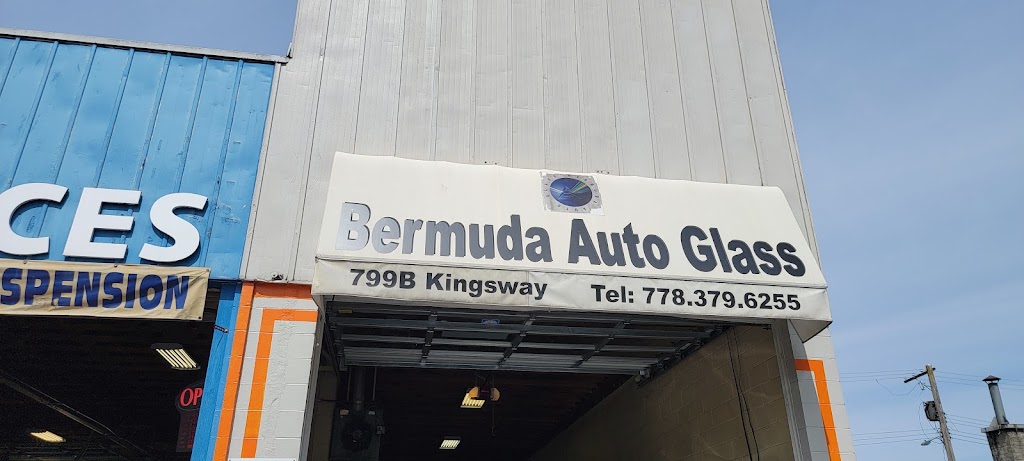 CES
SPENSION
OP
Bermuda Auto Glass
799B Kingsway Tel: 778.379.6255